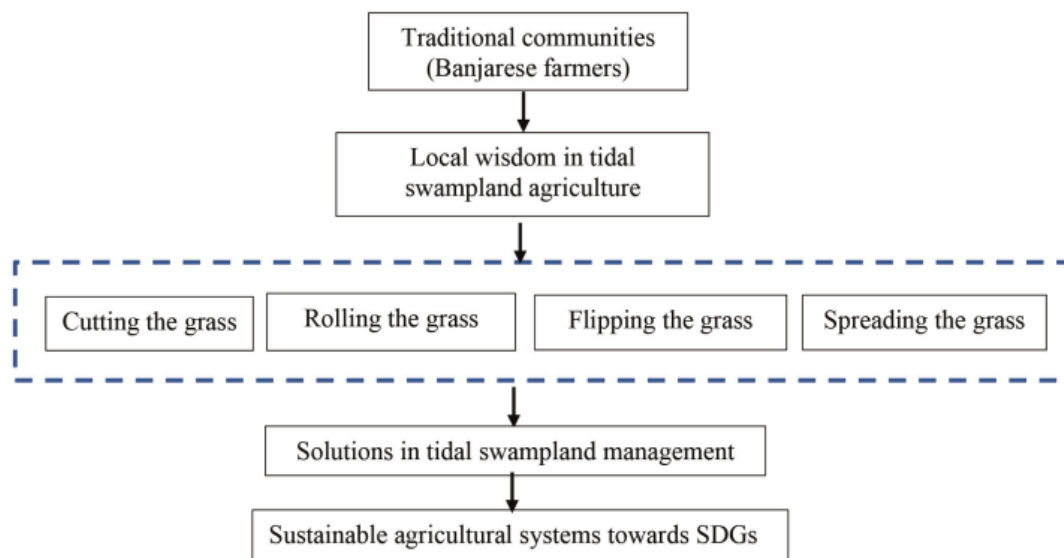 Traditional communities
(Banjarese farmers)
Local wisdom in tidal
swampland agriculture
Cutting the grass
Rolling the grass
Flipping the grass
Spreading the grass
Solutions in tidal swampland management
Sustainable agricultural systems towards SDGs